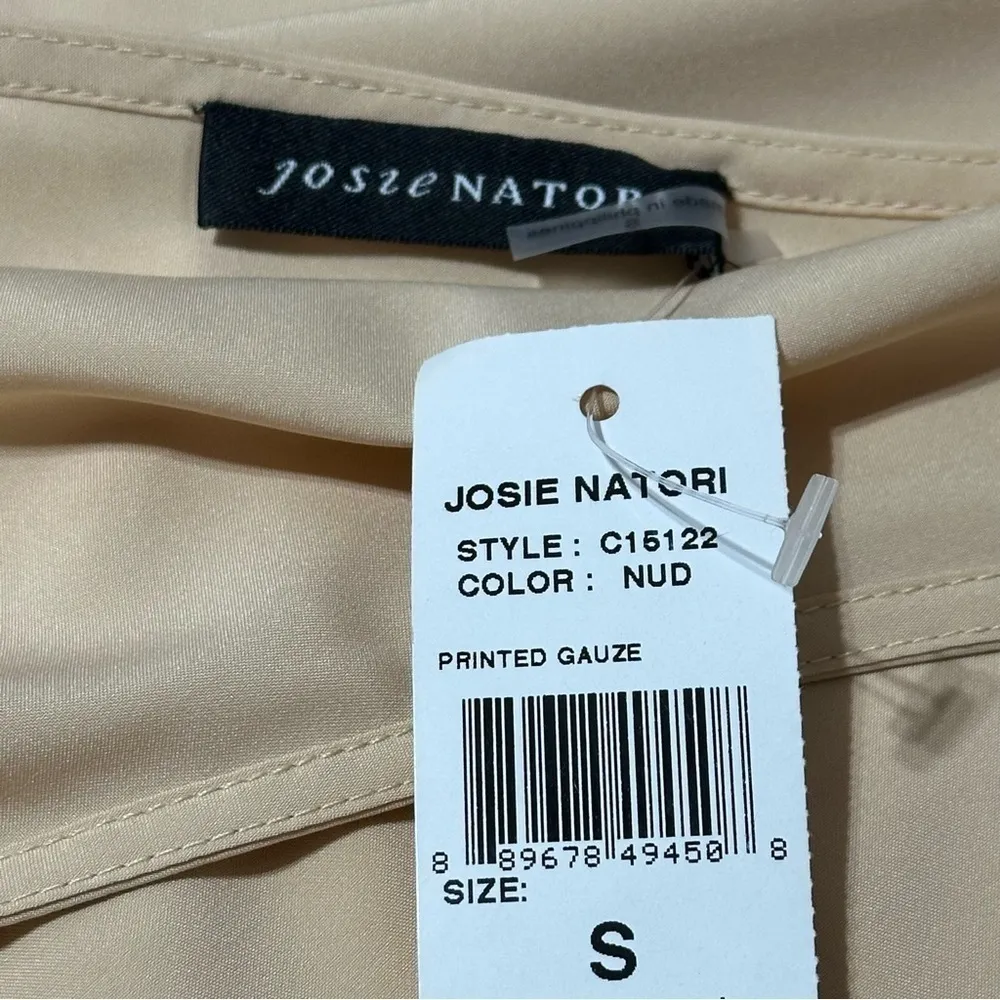 josie NATORI
JOSIE NATORI
STYLE : C15122
COLOR : NUD
PRINTED GAUZE
8 89678 49450 8
SIZE:
S